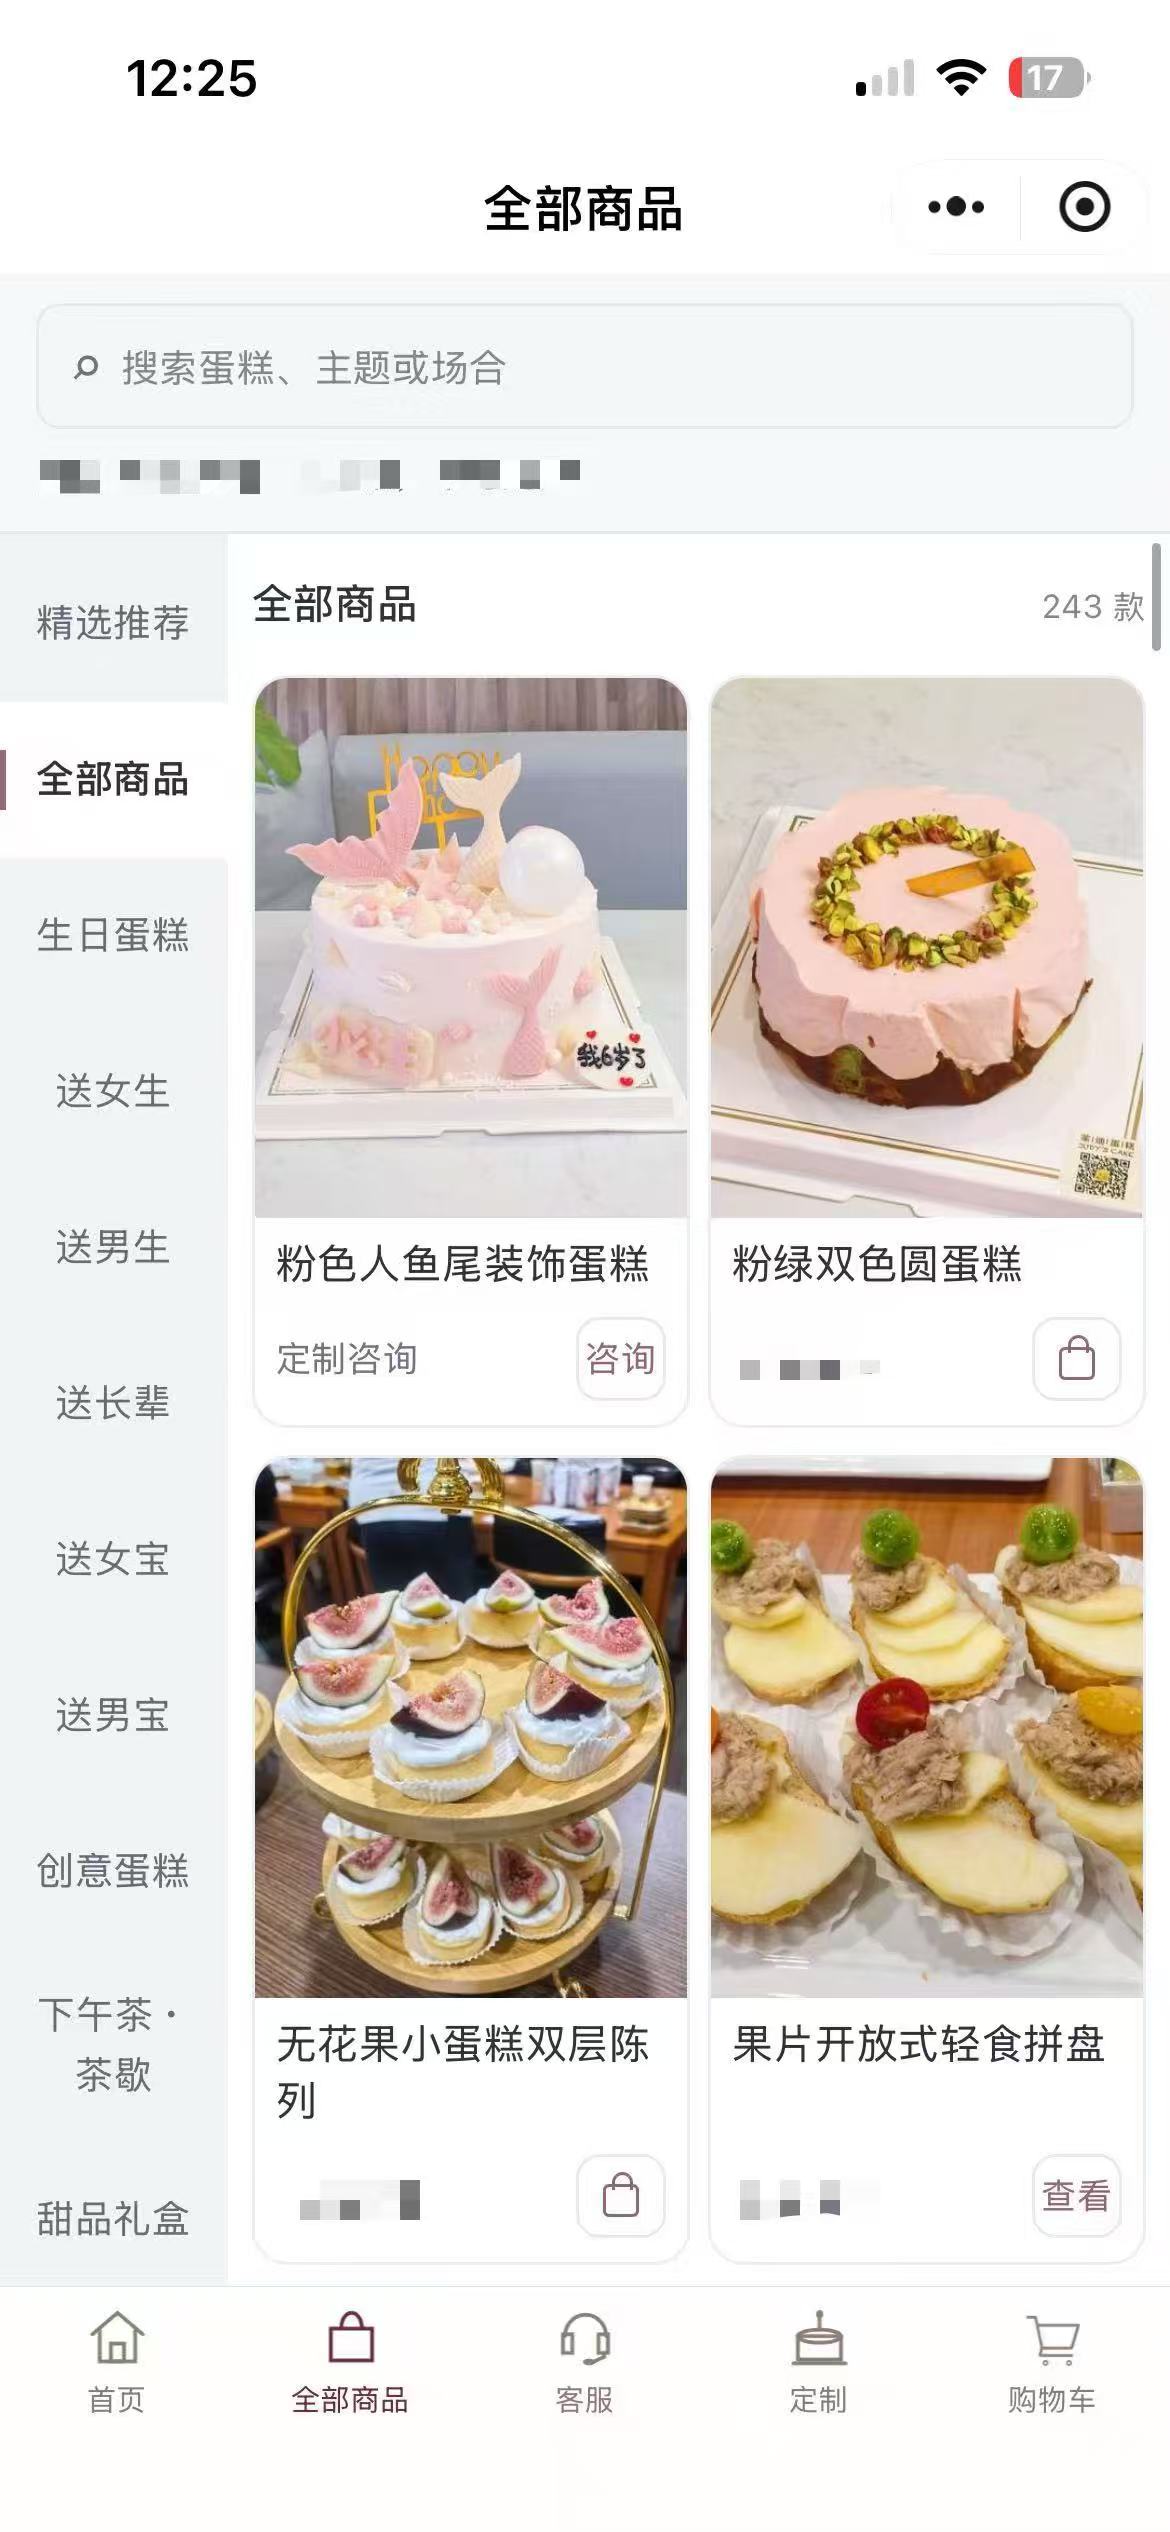 12:25
17
全部商品
搜索蛋糕、主题或场合
精选推荐
全部商品
生日蛋糕
送女生
送男生
送长辈
送女宝
送男宝
创意蛋糕
下午茶·
茶歇
甜品礼盒
全部商品
243 款
Happy
我6岁了
粉色人鱼尾装饰蛋糕
定制咨询
咨询
JUDY'S CAKE
粉绿双色圆蛋糕
无花果小蛋糕双层陈
列
果片开放式轻食拼盘
查看
首页
全部商品
客服
定制
购物车